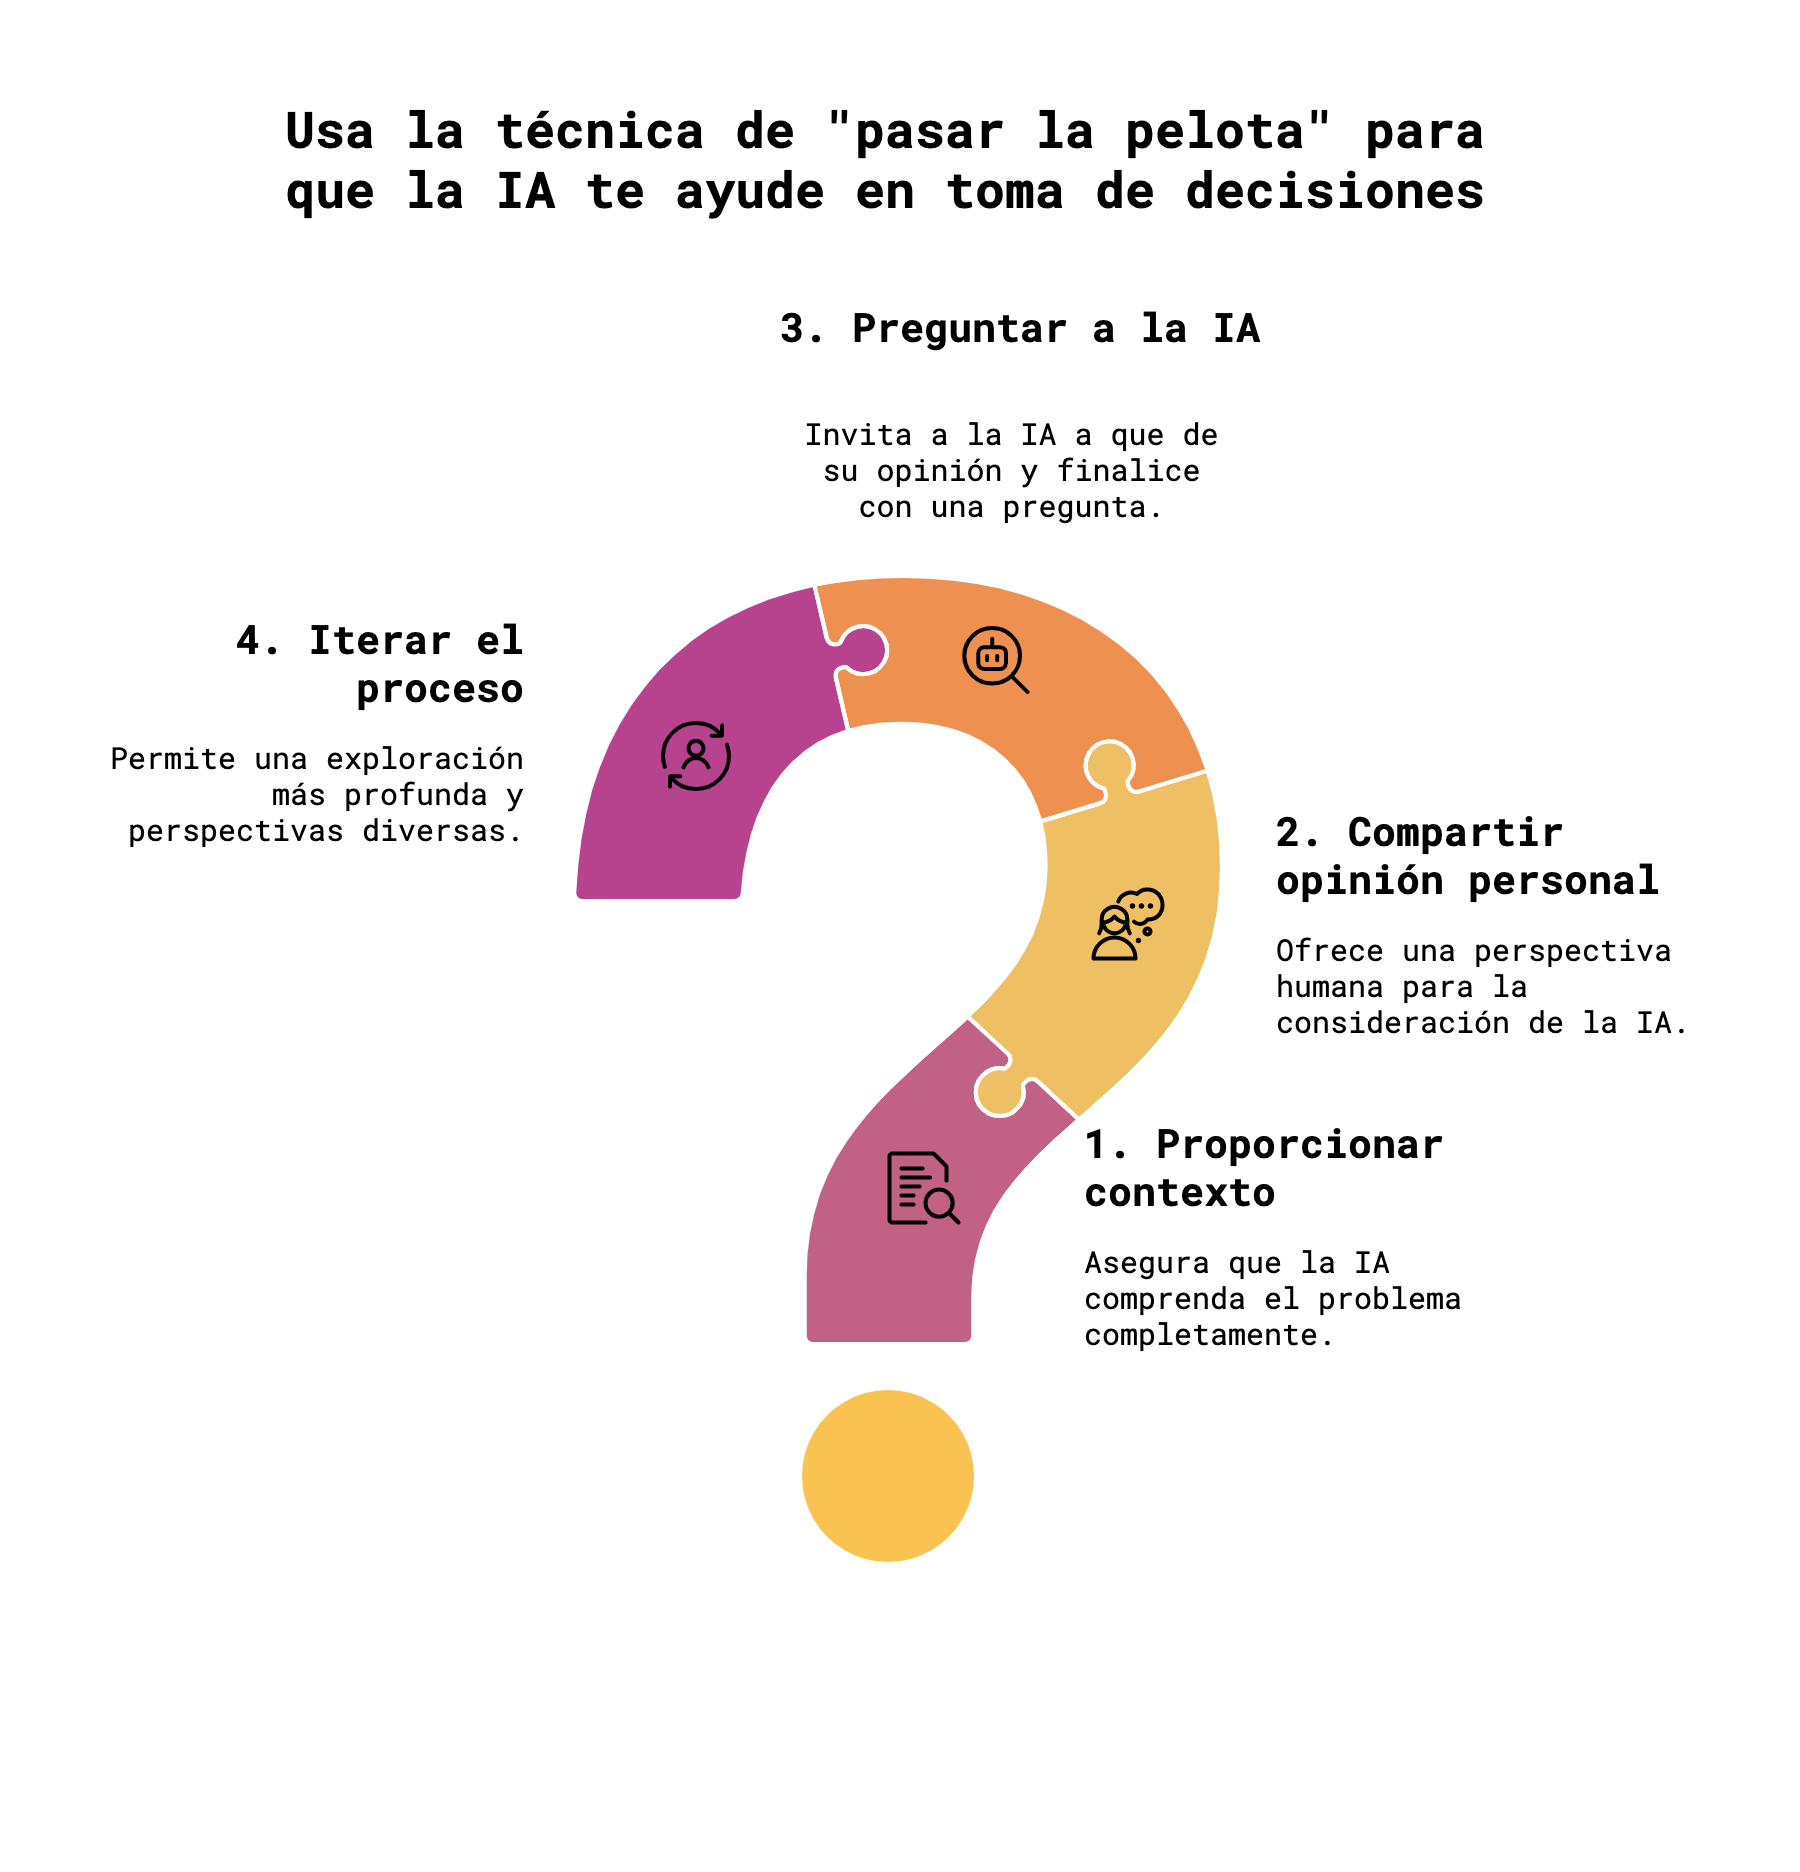 Usa la técnica de "pasar la pelota" para
que la IA te ayude en toma de decisiones
3. Preguntar a la IA
Invita a la IA a que de
su opinión y finalice
con una pregunta.
4. Iterar el
proceso
Permite una exploración
más profunda y
perspectivas diversas.
2. Compartir
opinión personal
Ofrece una perspectiva
humana para la
consideración de la IA.
1. Proporcionar
contexto
Asegura que la IA
comprenda el problema
completamente.